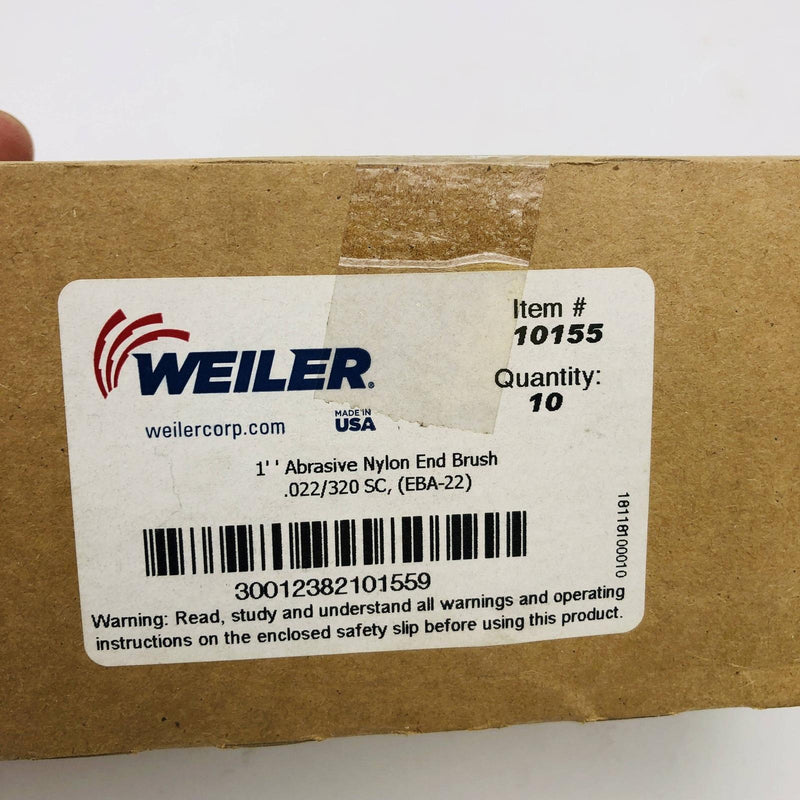 WEILER®
weilercorp.com
MADE IN
USA
Item #
10155
Quantity:
10
1'' Abrasive Nylon End Brush
.022/320 SC, (EBA-22)
30012382101559
18118100010
Warning: Read, study and understand all warnings and operating
instructions on the enclosed safety slip before using this product.